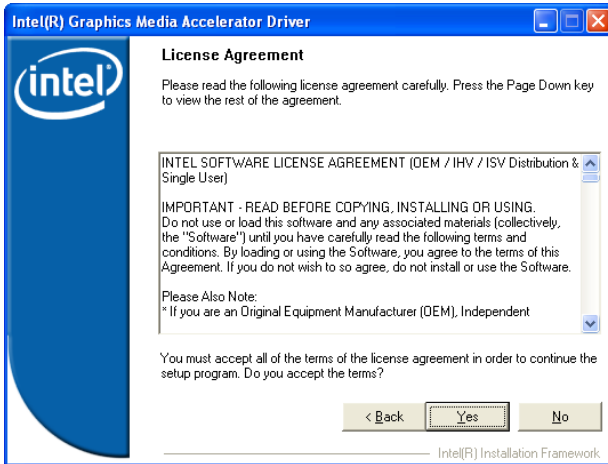 Intel(R) Graphics Media Accelerator Driver
intel
License Agreement
Please read the following license agreement carefully. Press the Page Down key
to view the rest of the agreement.
INTEL SOFTWARE LICENSE AGREEMENT (OEM / IHV / ISV Distribution &
Single User)
IMPORTANT - READ BEFORE COPYING, INSTALLING OR USING.
Do not use or load this software and any associated materials (collectively,
the "Software") until you have carefully read the following terms and
conditions. By loading or using the Software, you agree to the terms of this
Agreement. If you do not wish to so agree, do not install or use the Software.
Please Also Note:
* If you are an Original Equipment Manufacturer (OEM), Independent
You must accept all of the terms of the license agreement in order to continue the
setup program. Do you accept the terms?
< Back
Yes
No
Intel(R) Installation Framework